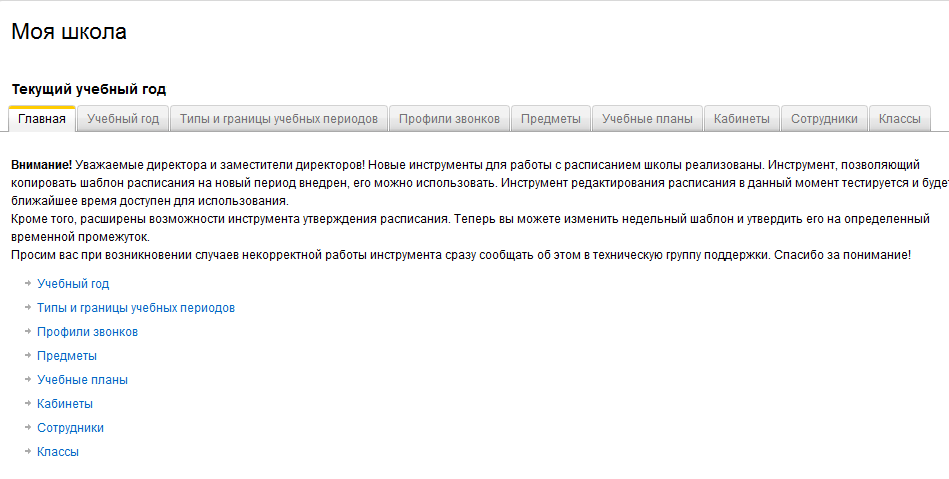 Моя школа
Текущий учебный год
Главная Учебный год Типы и границы учебных периодов Профили звонков Предметы Учебные планы Кабинеты Сотрудники Классы
Внимание! Уважаемые директора и заместители директоров! Новые инструменты для работы с расписанием школы реализованы. Инструмент, позволяющий
копировать шаблон расписания на новый период внедрен, его можно использовать. Инструмент редактирования расписания в данный момент тестируется и буде
ближайшее время доступен для использования.
Кроме того, расширены возможности инструмента утверждения расписания. Теперь вы можете изменить недельный шаблон и утвердить его на определенный
временной промежуток.
Просим вас при возникновении случаев некорректной работы инструмента сразу сообщать об этом в техническую группу поддержки. Спасибо за понимание!
Учебный год
Типы и границы учебных периодов
Профили звонков
Предметы
Учебные планы
Кабинеты
Сотрудники
Классы